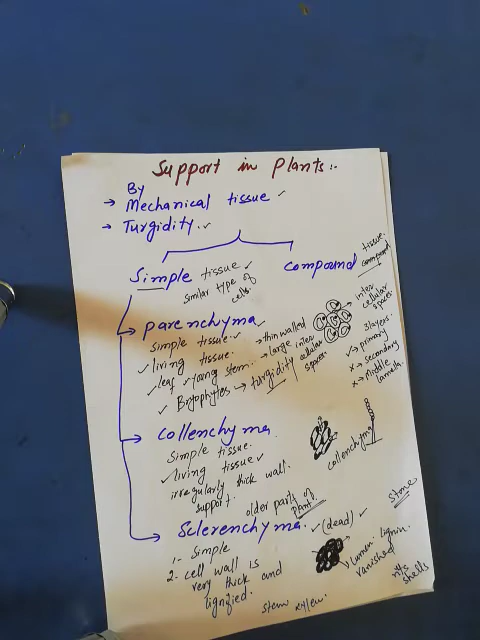 Support in Plants:-
By
→ Mechanical tissue ✓
→ Turgidity. ✓
Simple tissue ✓
similar type of
cells.
compound tissue.
compound
parenchyma
simple tissue ✓
✓ living tissue.
✓ leaf ✓ young stem.
✓ Bryophytes → turgidity
→ thin walled
→ large inter
cellular
spaces
inter
cellular
spaces
3 layers.
✓ → primary
x → secondary
x → middle
lamella.
Collenchyma.
Simple tissue.
✓ living tissue ✓
irregularly thick wall.
support.
collenchyma
older parts of
plant
Sclerenchyma. ✓ (dead) ✓
1- Simple
2- cell wall is
very thick and
lignified.
stem
Lumen. lignin.
vanished
Stone
nuts
shells